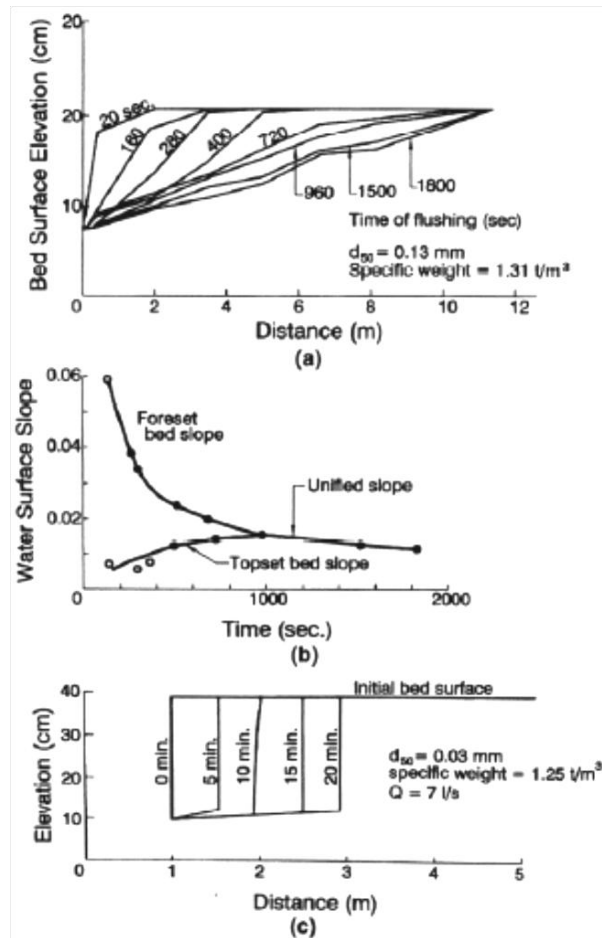 20
20
10
0
Bed Surface Elevation (cm)
20 sec.
160
280
400
720
960
1500
1800
Time of flushing (sec)
d50 = 0.13 mm
Specific weight = 1.31 t/m³
0 2 4 6 8 10 12
Distance (m)
(a)
0.06
0.04
0.02
0
Water Surface Slope
Foreset
bed slope
Unified slope
Topset bed slope
1000 2000
Time (sec.)
(b)
40
30
20
10
0
Elevation (cm)
Initial bed surface
0 min.
5 min.
10 min.
15 min.
20 min.
d50 = 0.03 mm
specific weight = 1.25 t/m³
Q = 7 l/s
0 1 2 3 4 5
Distance (m)
(c)